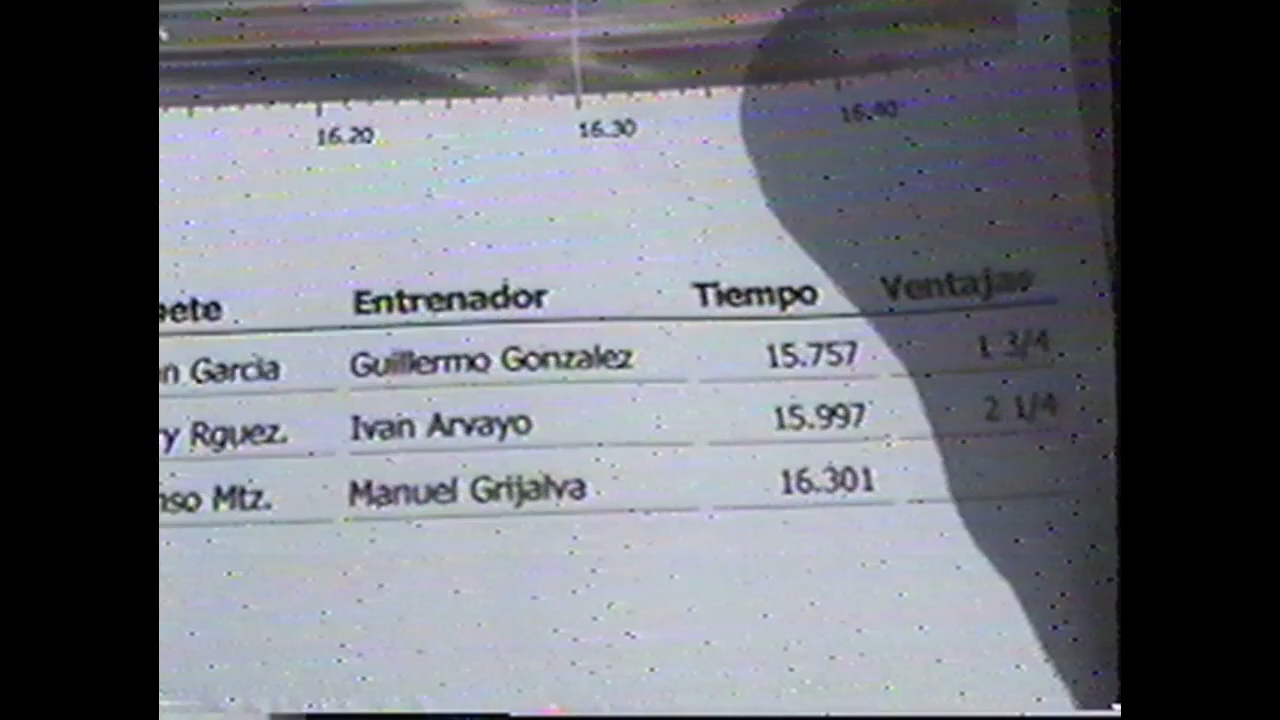 16.20 16.30 16.40
pete Entrenador Tiempo Ventajas
n Garcia Guillermo Gonzalez 15.757 1 3/4
y Rguez. Ivan Arvayo 15.997 2 1/4
nso Mtz. Manuel Grijalva 16.301